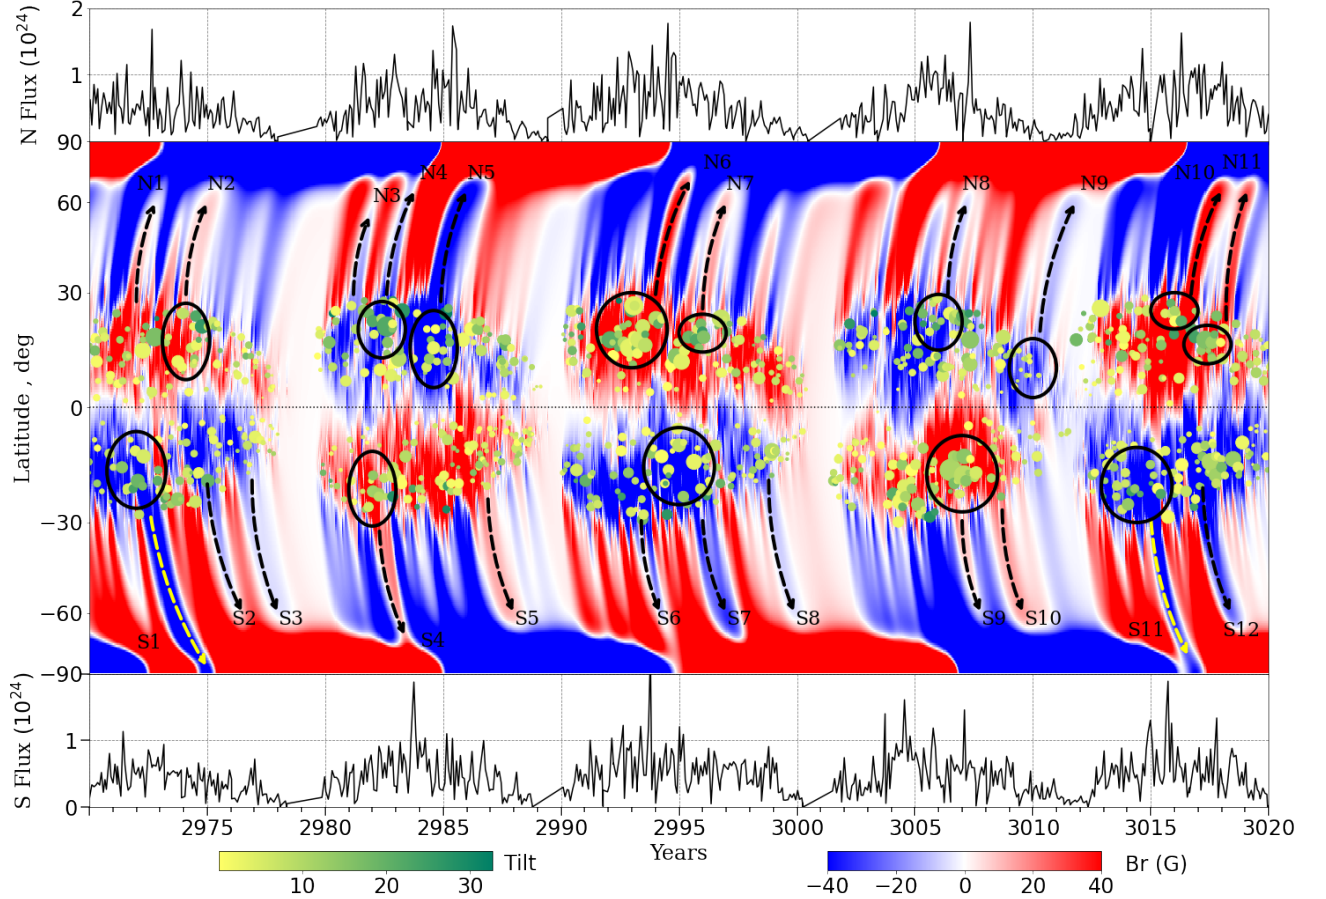 2
1
N Flux (10²⁴)
90
60
30
0
−30
−60
−90
Latitude , deg
N1
N2
N3
N4
N5
N6
N7
N8
N9
N10
N11
S1
S2
S3
S4
S5
S6
S7
S8
S9
S10
S11
S12
1
0
S Flux (10²⁴)
2975 2980 2985 2990 2995 3000 3005 3010 3015 3020
Years
Tilt
10 20 30
Br (G)
−40 −20 0 20 40